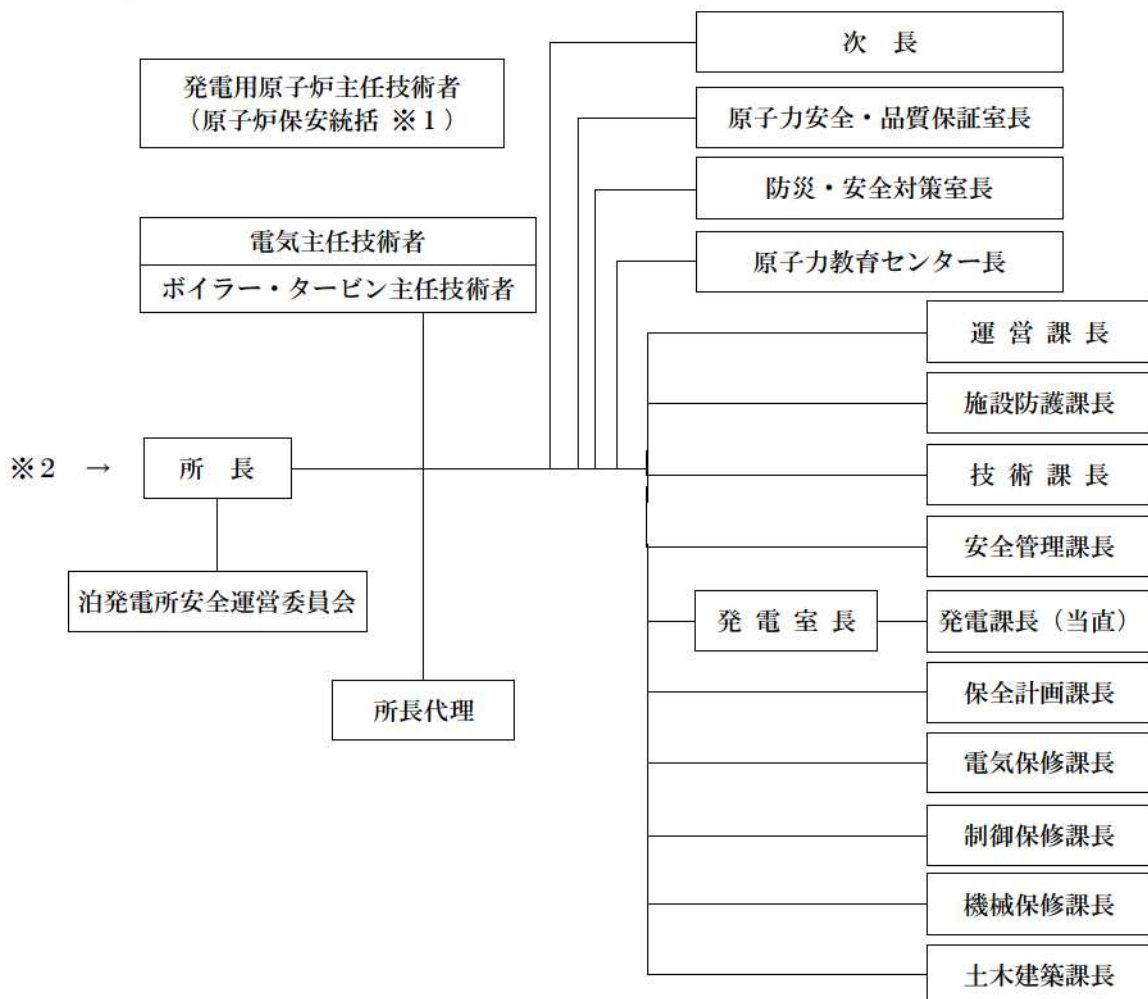 次　長
発電用原子炉主任技術者
（原子炉保安統括 ※１）
原子力安全・品質保証室長
防災・安全対策室長
電気主任技術者
ボイラー・タービン主任技術者
原子力教育センター長
運 営 課 長
施設防護課長
※２ → 所　長
技 術 課 長
安全管理課長
泊発電所安全運営委員会
発 電 室 長
発電課長（当直）
所長代理
保全計画課長
電気保修課長
制御保修課長
機械保修課長
土木建築課長